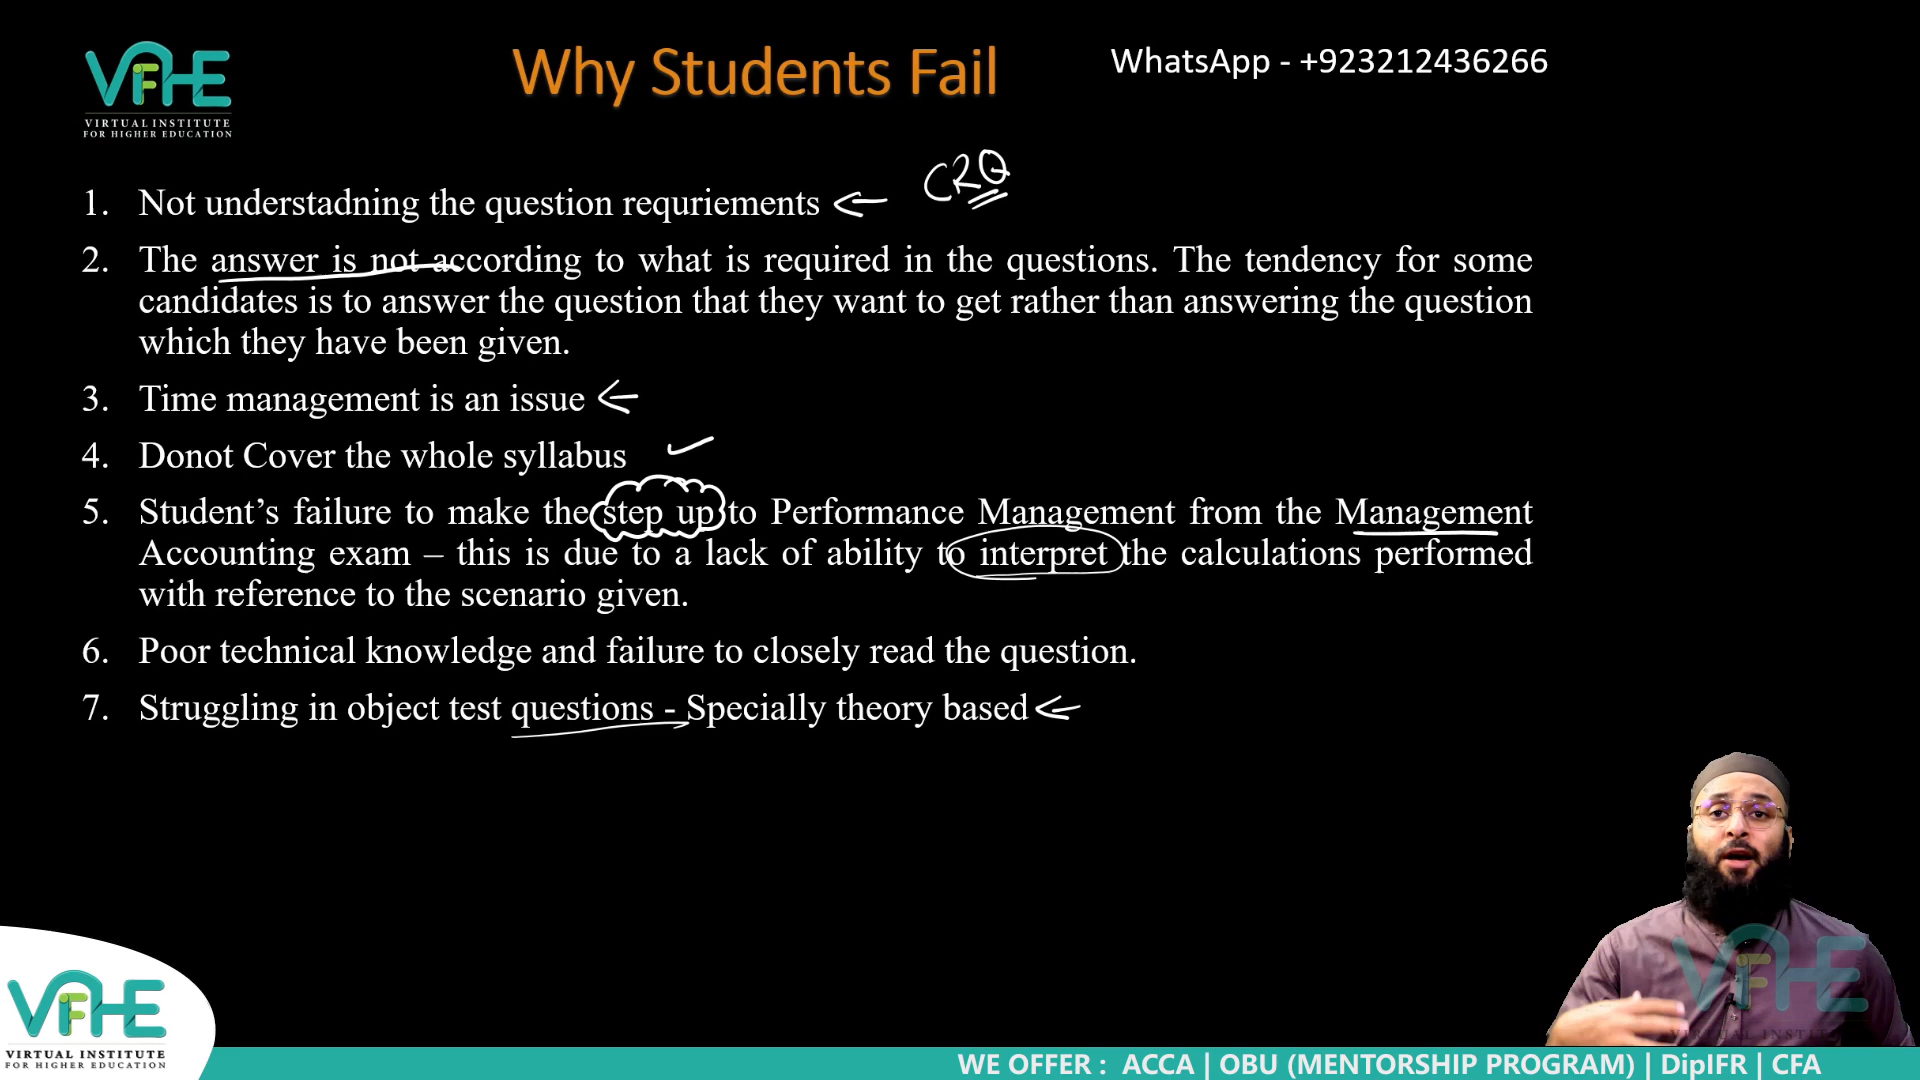 VIFHE
VIRTUAL INSTITUTE
FOR HIGHER EDUCATION
Why Students Fail
WhatsApp - +923212436266
CRQ
1. Not understadning the question requriements
2. The answer is not according to what is required in the questions. The tendency for some
candidates is to answer the question that they want to get rather than answering the question
which they have been given.
3. Time management is an issue
4. Donot Cover the whole syllabus
5. Student’s failure to make the step up to Performance Management from the Management
Accounting exam – this is due to a lack of ability to interpret the calculations performed
with reference to the scenario given.
6. Poor technical knowledge and failure to closely read the question.
7. Struggling in object test questions - Specially theory based
VIFHE
VIRTUAL INSTITUTE
FOR HIGHER EDUCATION
VIFHE
WE OFFER : ACCA | OBU (MENTORSHIP PROGRAM) | DipIFR | CFA